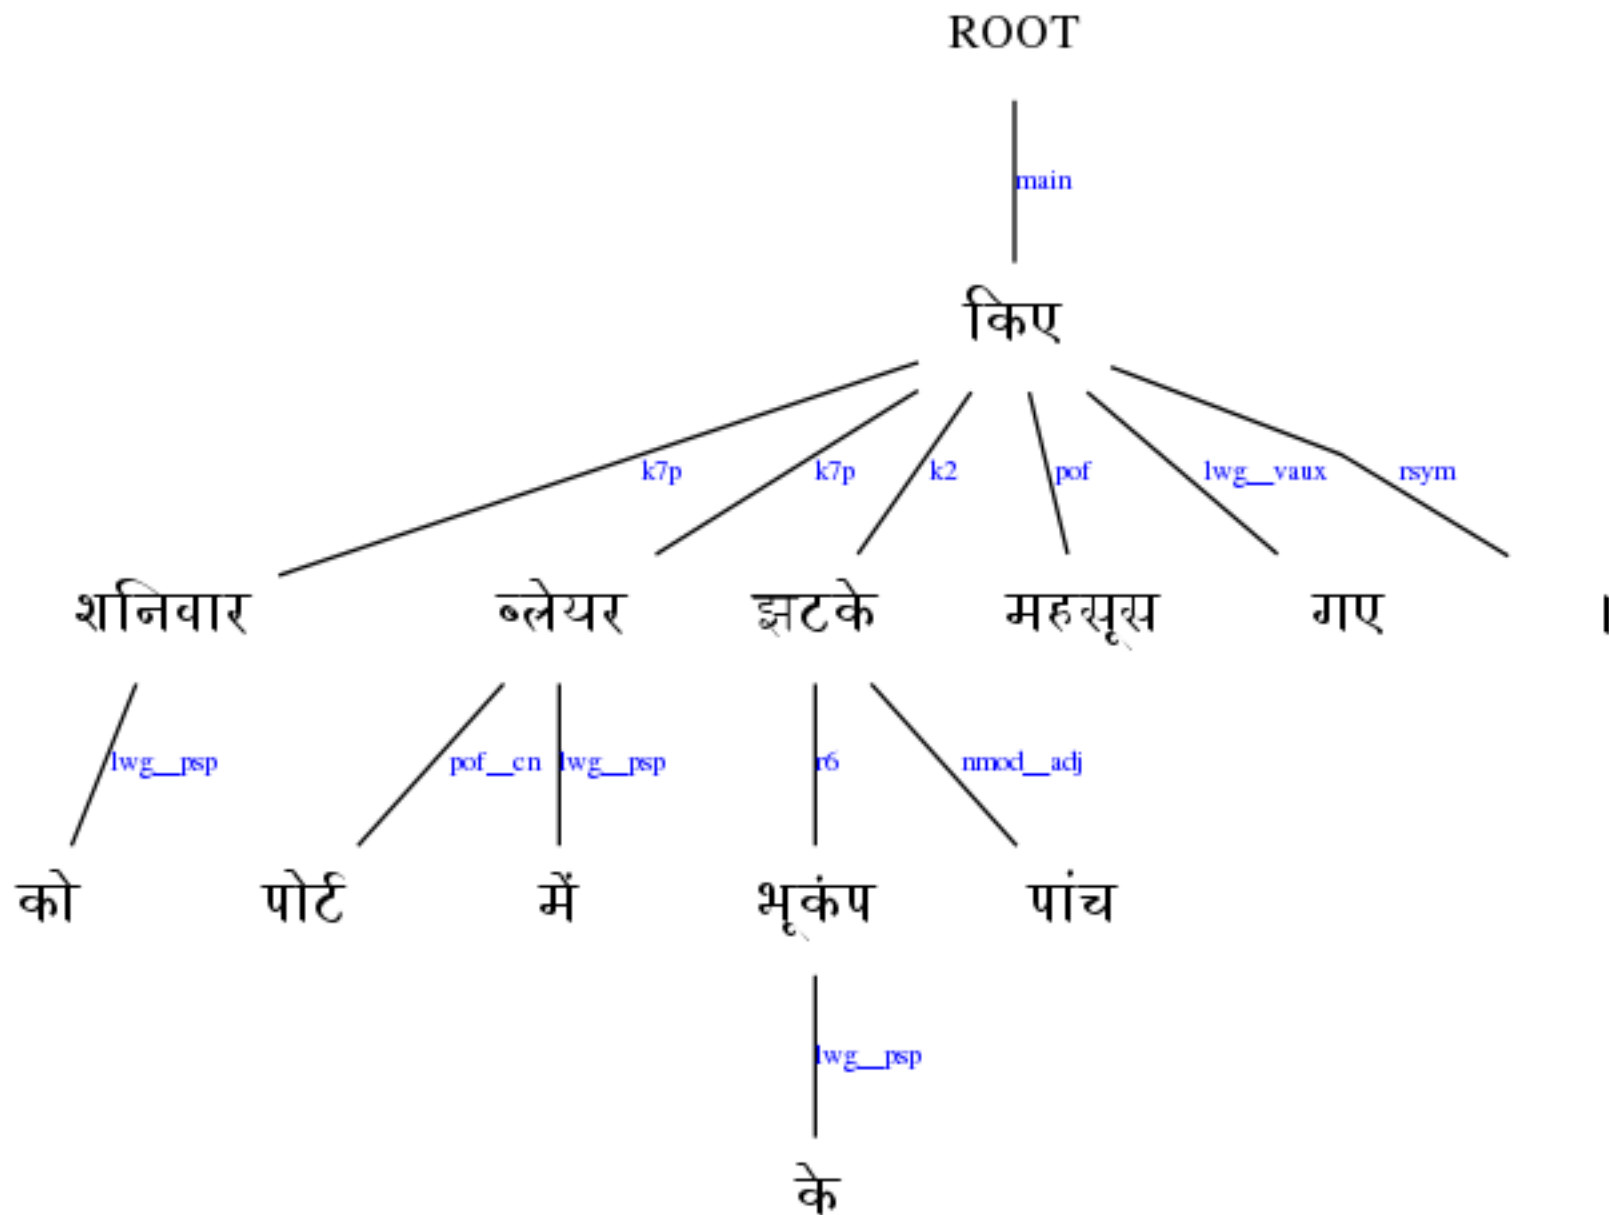 ROOT
main
किए
k7p k7p k2 pof lwg__vaux rsym
शनिवार ब्लेयर झटके महसूस गए ।
lwg__psp pof__cn lwg__psp r6 nmod__adj
को पोर्ट में भूकंप पांच
lwg__psp
के